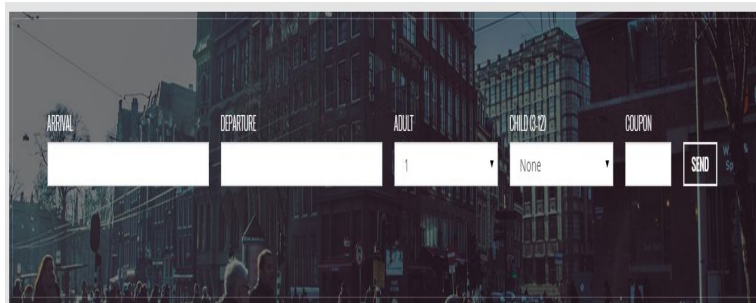 ARRIVAL DEPARTURE ADULT CHILD (3-12) COUPON
1 None SEND